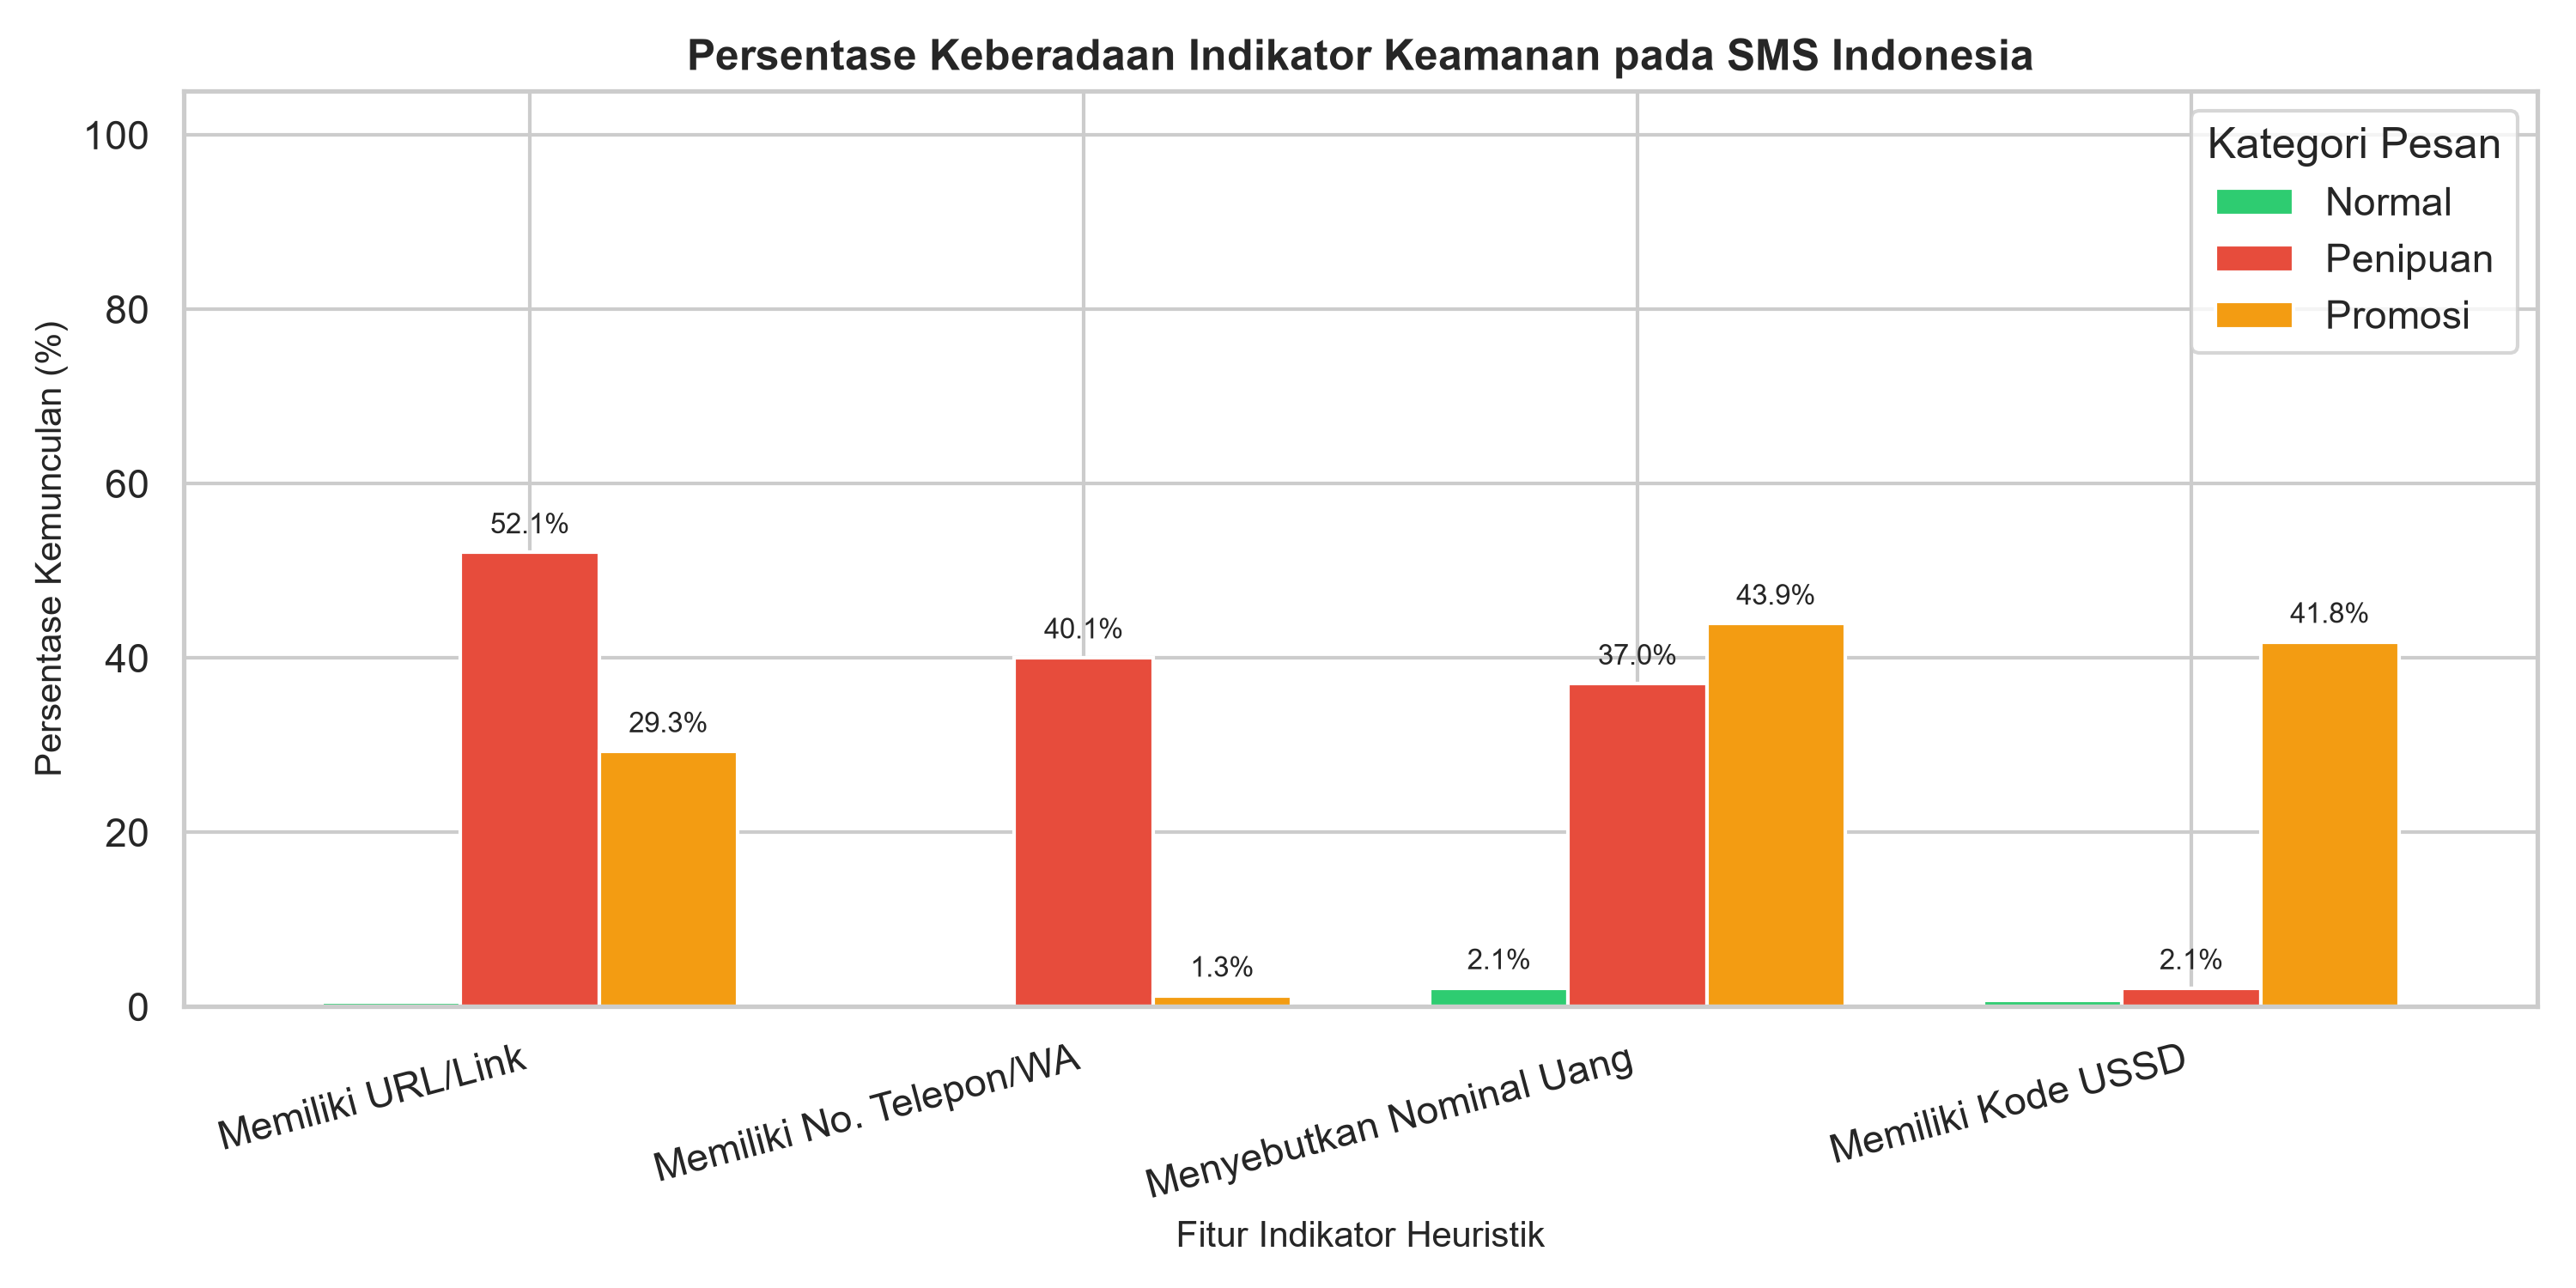 Persentase Keberadaan Indikator Keamanan pada SMS Indonesia
Persentase Kemunculan (%)
100
80
60
40
20
0
Kategori Pesan
Normal
Penipuan
Promosi
52.1%
29.3%
40.1%
1.3%
2.1%
37.0%
43.9%
2.1%
41.8%
Memiliki URL/Link
Memiliki No. Telepon/WA
Menyebutkan Nominal Uang
Memiliki Kode USSD
Fitur Indikator Heuristik